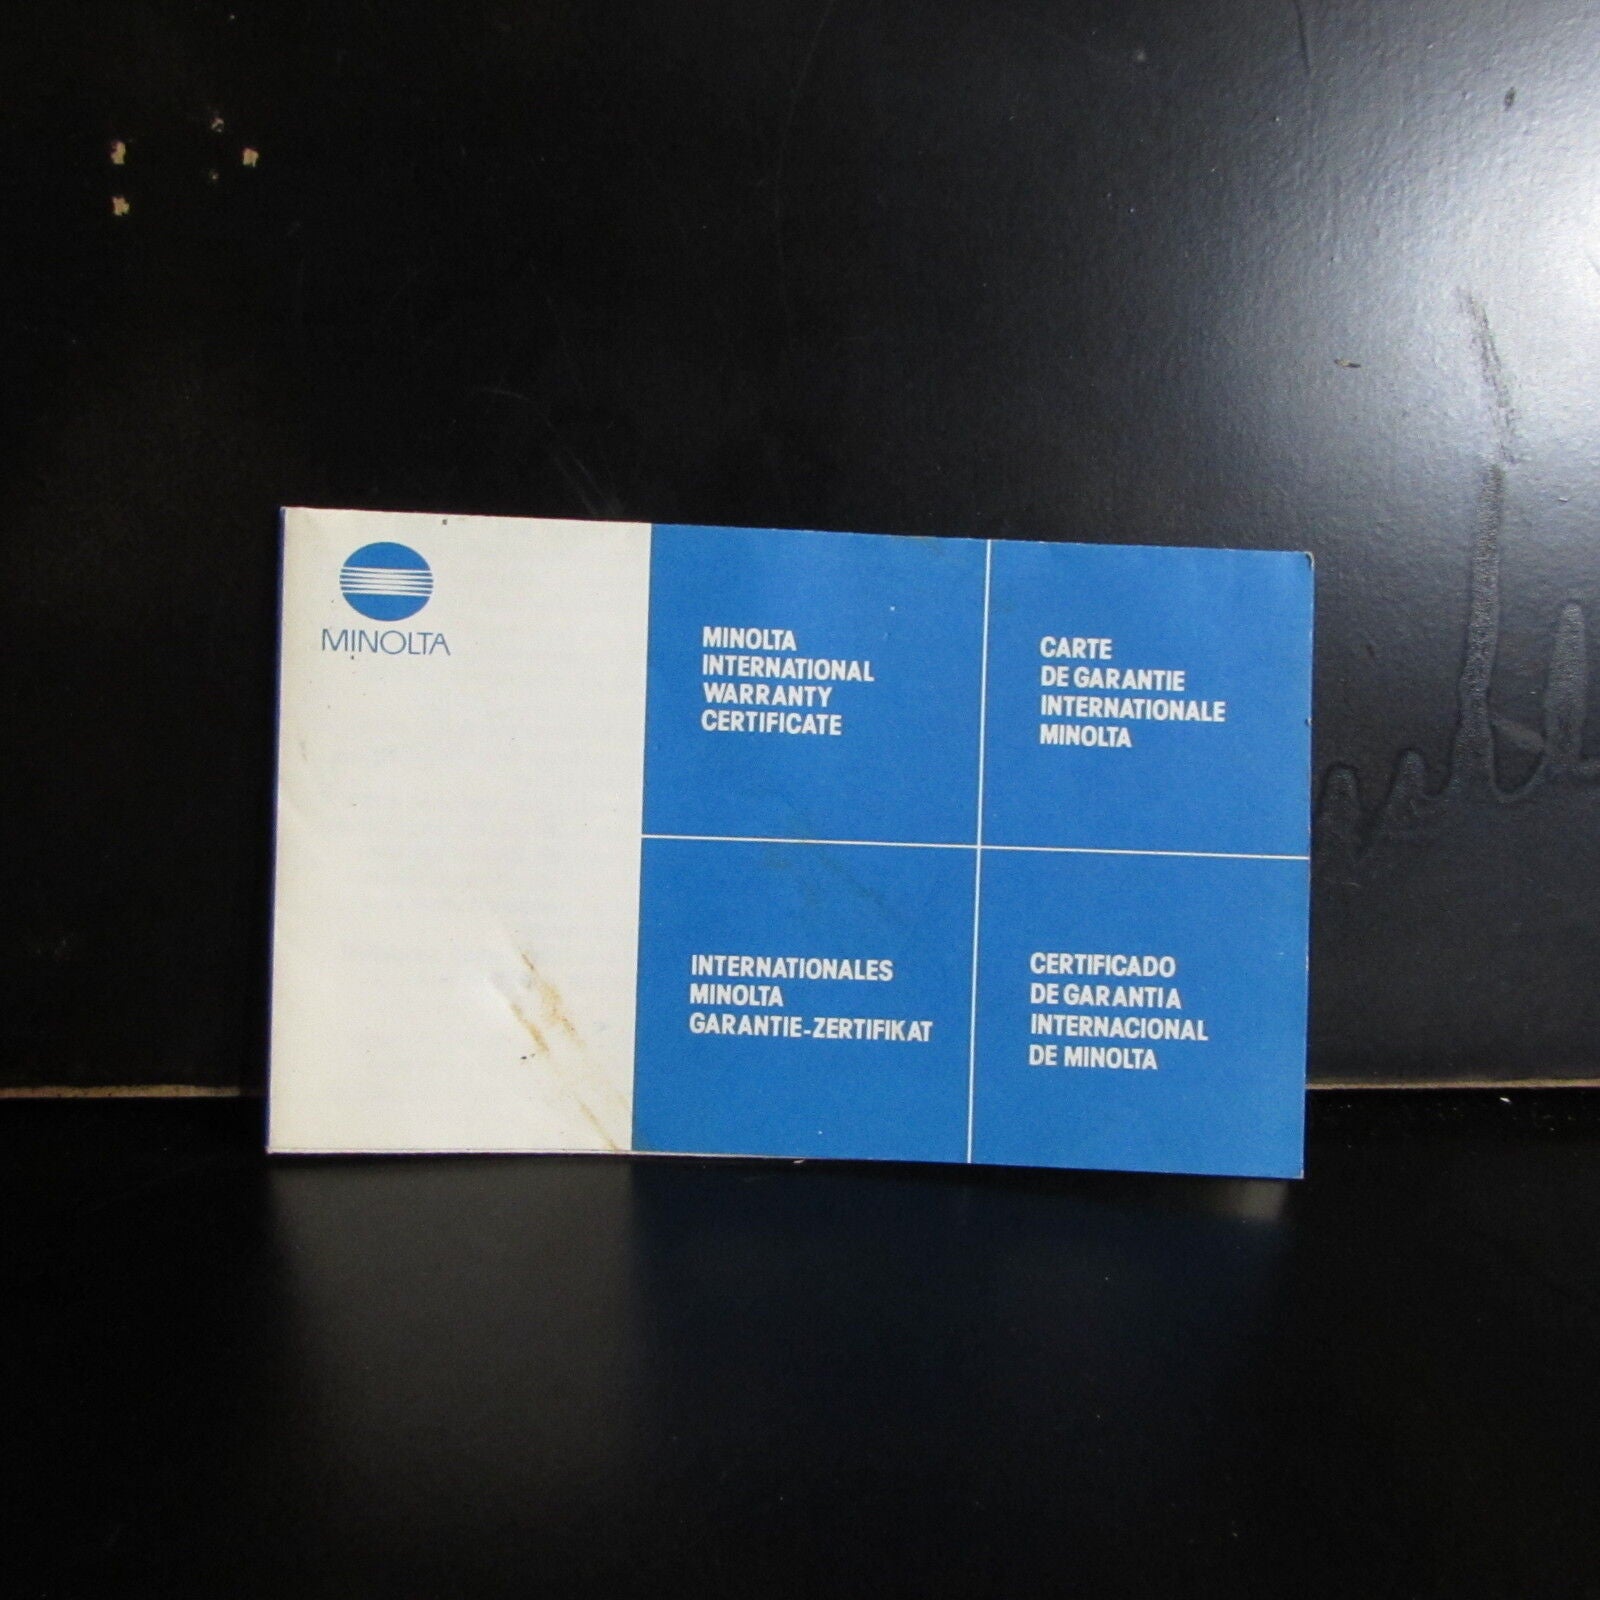 MINOLTA
MINOLTA
INTERNATIONAL
WARRANTY
CERTIFICATE
CARTE
DE GARANTIE
INTERNATIONALE
MINOLTA
INTERNATIONALES
MINOLTA
GARANTIE-ZERTIFIKAT
CERTIFICADO
DE GARANTIA
INTERNACIONAL
DE MINOLTA